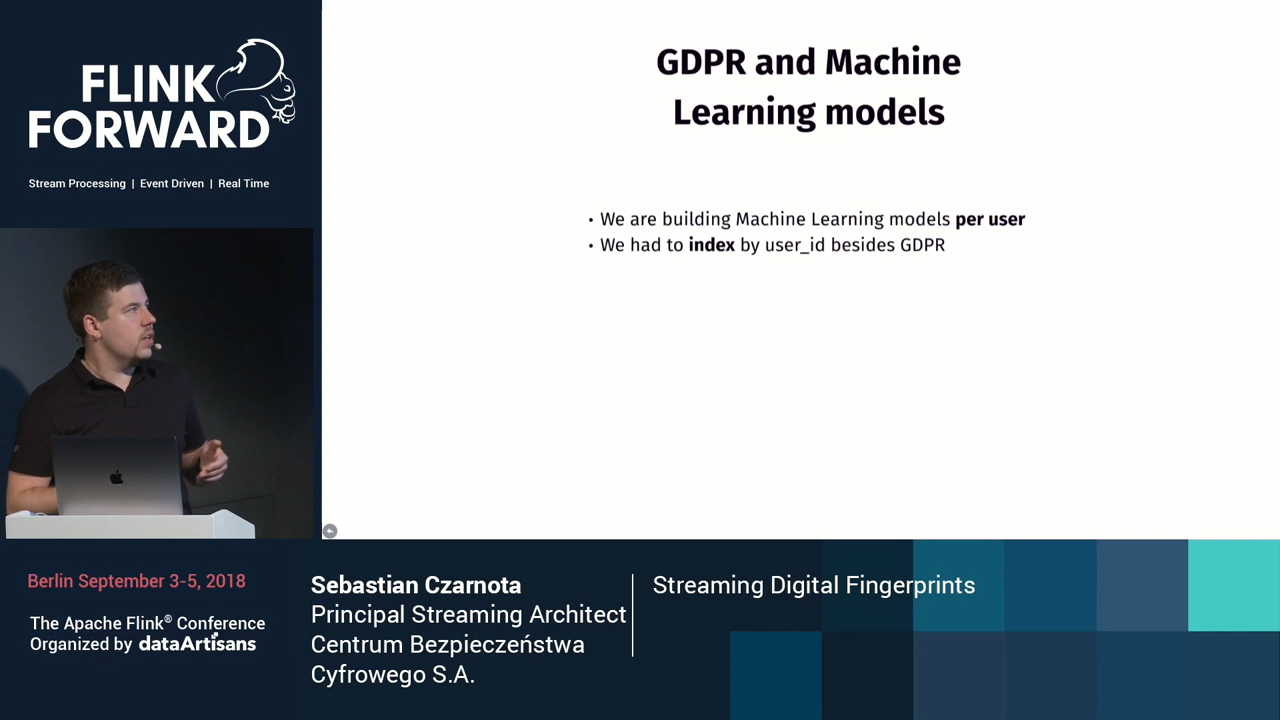 FLINK
FORWARD
Stream Processing | Event Driven | Real Time
GDPR and Machine
Learning models
• We are building Machine Learning models per user
• We had to index by user_id besides GDPR
Berlin September 3-5, 2018
The Apache Flink® Conference
Organized by dataArtisans
Sebastian Czarnota
Principal Streaming Architect
Centrum Bezpieczeństwa
Cyfrowego S.A.
Streaming Digital Fingerprints